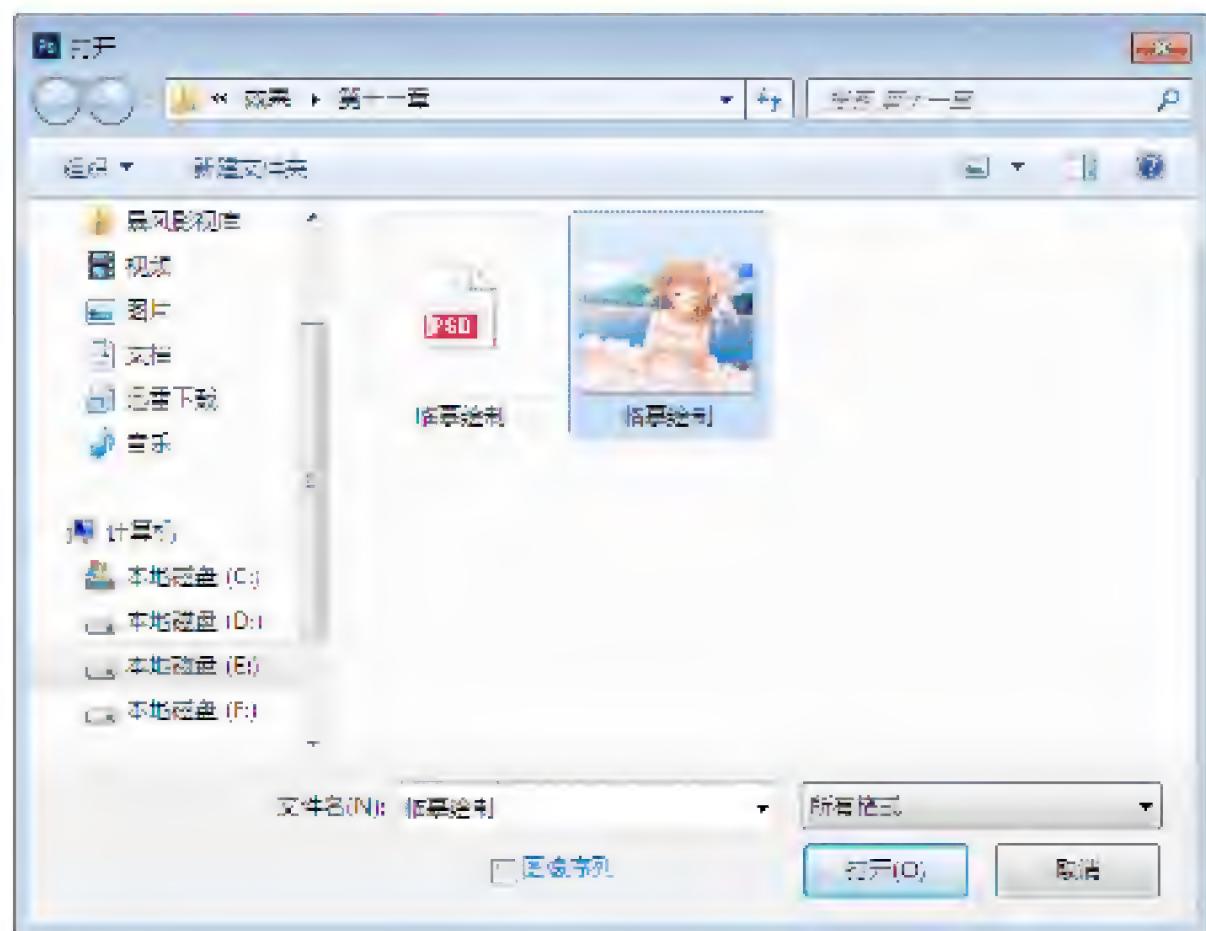 Ps 打开
« 效果 ▸ 第十一章
搜索 第十一章
组织 ▼ 新建文件夹
暴风影视库
视频
图片
文档
迅雷下载
音乐
计算机
本地磁盘 (C:)
本地磁盘 (D:)
本地磁盘 (E:)
本地磁盘 (F:)
PSD
临摹绘制
临摹绘制
文件名(N): 临摹绘制
所有格式
图像序列
打开(O)
取消